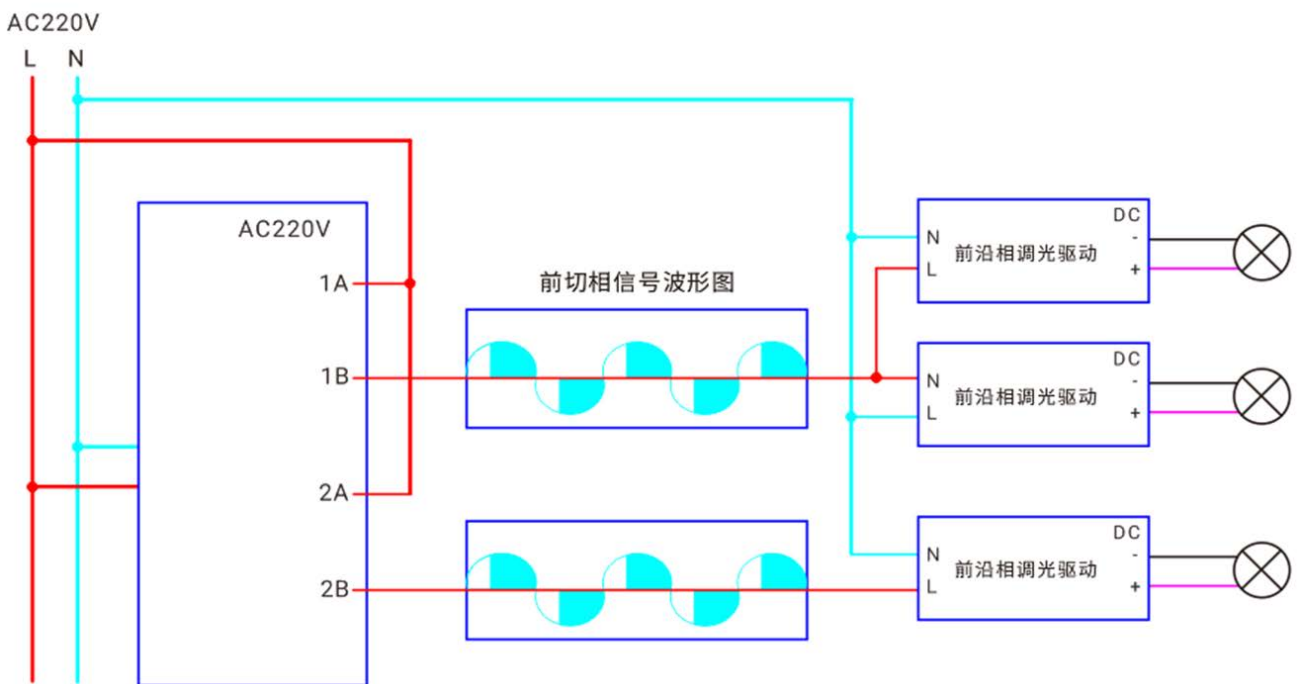 AC220V
L N
AC220V
1A
1B
2A
2B
前切相信号波形图
DC
N
L
前沿相调光驱动
-
+
DC
N
L
前沿相调光驱动
-
+
DC
N
L
前沿相调光驱动
-
+